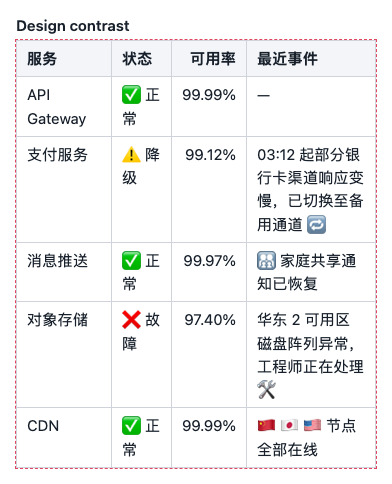 Design contrast
服务 状态 可用率 最近事件
API Gateway ✅ 正常 99.99% —
支付服务 ⚠️ 降级 99.12% 03:12 起部分银行卡渠道响应变慢，已切换至备用通道 🔁
消息推送 ✅ 正常 99.97% 👨‍👩‍👧‍👦 家庭共享通知已恢复
对象存储 ❌ 故障 97.40% 华东 2 可用区磁盘阵列异常，工程师正在处理 🛠️
CDN ✅ 正常 99.99% 🇨🇳 🇯🇵 🇺🇸 节点全部在线